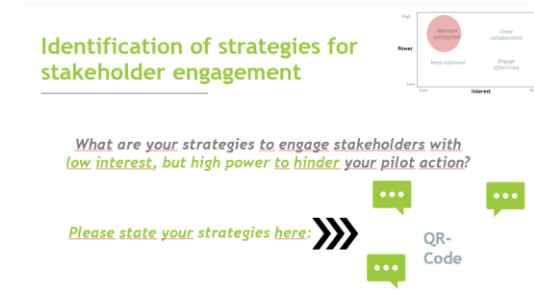 Identification of strategies for
stakeholder engagement
High
Power
Low
Maintain
satisfaction
Close
collaboration
Keep informed
Engage
effectivity
Low
Interest
What are your strategies to engage stakeholders with
low interest, but high power to hinder your pilot action?
Please state your strategies here:
QR-
Code